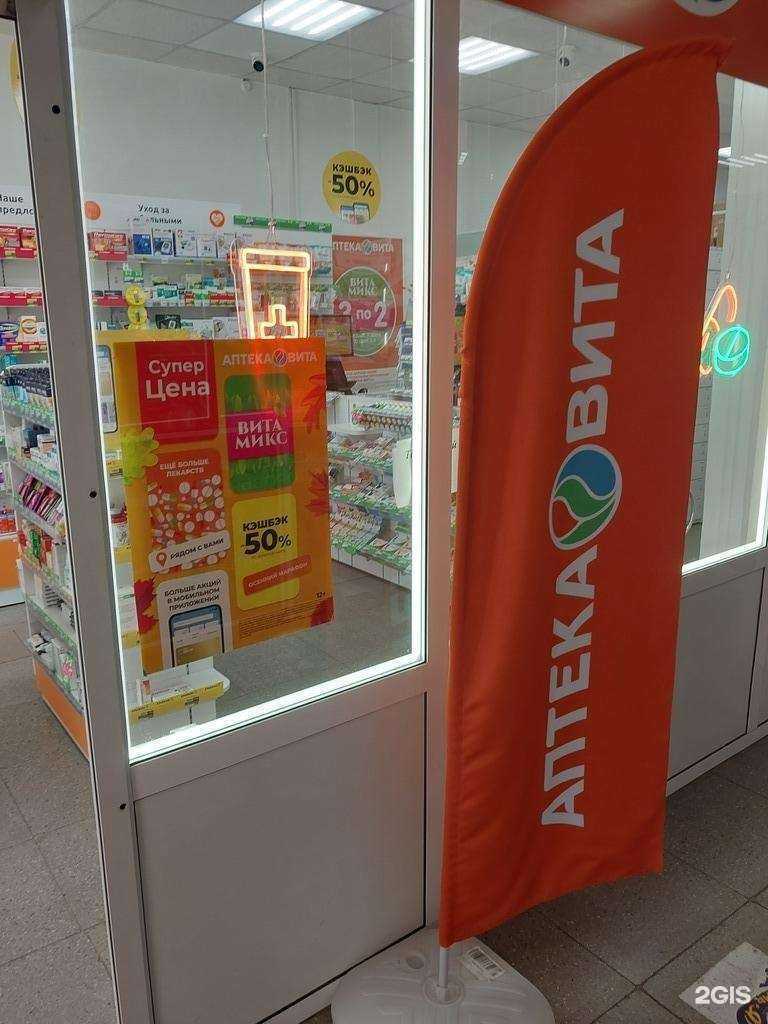 КЭШБЭК
50%
Уход за
АПТЕКА ВИТА
ВИТА
МИКС
3 по 2
Супер
Цена
АПТЕКА ВИТА
ВИТА
МИКС
ЕЩЁ БОЛЬШЕ
ЛЕКАРСТВ
РЯДОМ С ВАМИ
КЭШБЭК
50%
ОСЕННИЙ МАРАФОН
БОЛЬШЕ АКЦИЙ
В МОБИЛЬНОМ
ПРИЛОЖЕНИИ
12+
АПТЕКА ВИТА
2GIS